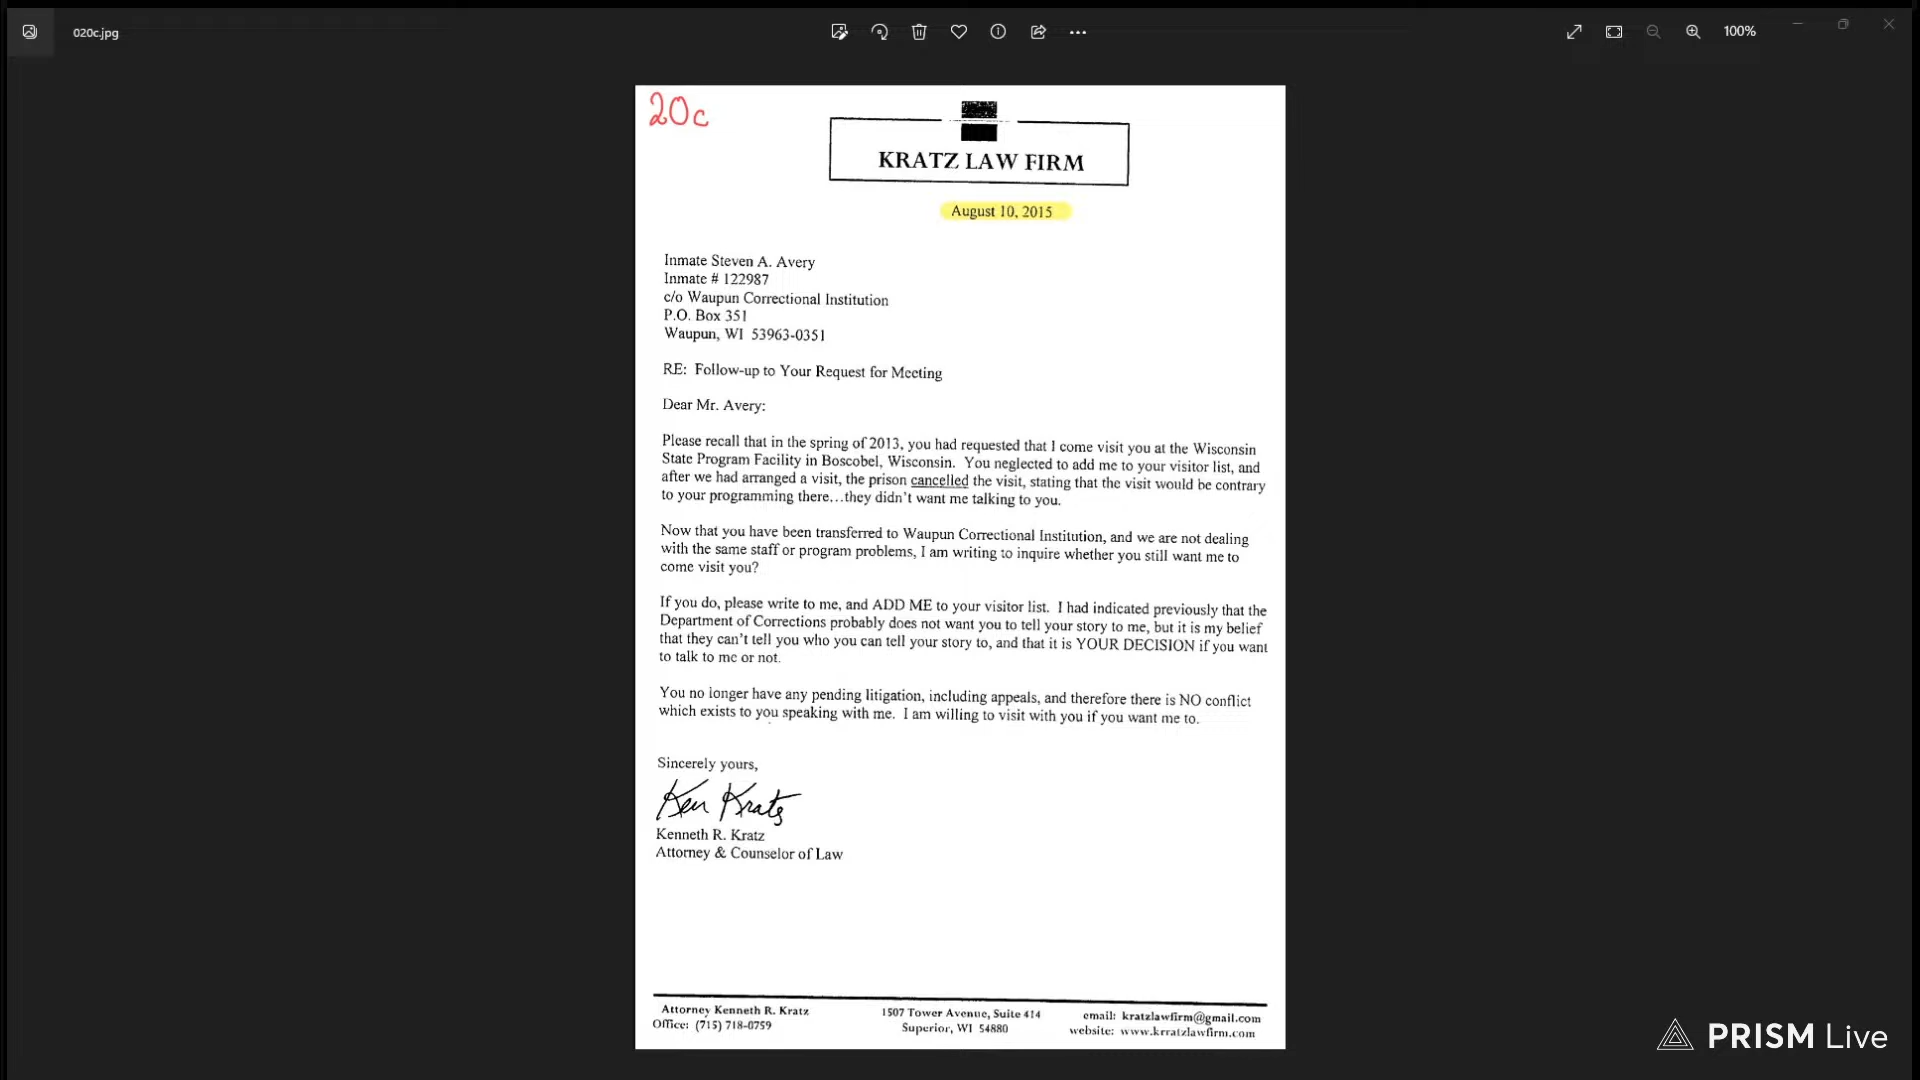 020c.jpg
100%
20c
KRATZ LAW FIRM
August 10, 2015
Inmate Steven A. Avery
Inmate # 122987
c/o Waupun Correctional Institution
P.O. Box 351
Waupun, WI 53963-0351
RE: Follow-up to Your Request for Meeting
Dear Mr. Avery:
Please recall that in the spring of 2013, you had requested that I come visit you at the Wisconsin
State Program Facility in Boscobel, Wisconsin. You neglected to add me to your visitor list, and
after we had arranged a visit, the prison cancelled the visit, stating that the visit would be contrary
to your programming there…they didn't want me talking to you.
Now that you have been transferred to Waupun Correctional Institution, and we are not dealing
with the same staff or program problems, I am writing to inquire whether you still want me to
come visit you?
If you do, please write to me, and ADD ME to your visitor list. I had indicated previously that the
Department of Corrections probably does not want you to tell your story to me, but it is my belief
that they can't tell you who you can tell your story to, and that it is YOUR DECISION if you want
to talk to me or not.
You no longer have any pending litigation, including appeals, and therefore there is NO conflict
which exists to you speaking with me. I am willing to visit with you if you want me to.
Sincerely yours,
Ken Kratz
Kenneth R. Kratz
Attorney & Counselor of Law
Attorney Kenneth R. Kratz
Office: (715) 718-0759
1507 Tower Avenue, Suite 414
Superior, WI 54880
email: kratzlawfirm@gmail.com
website: www.krratzlawfirm.com
PRISM Live